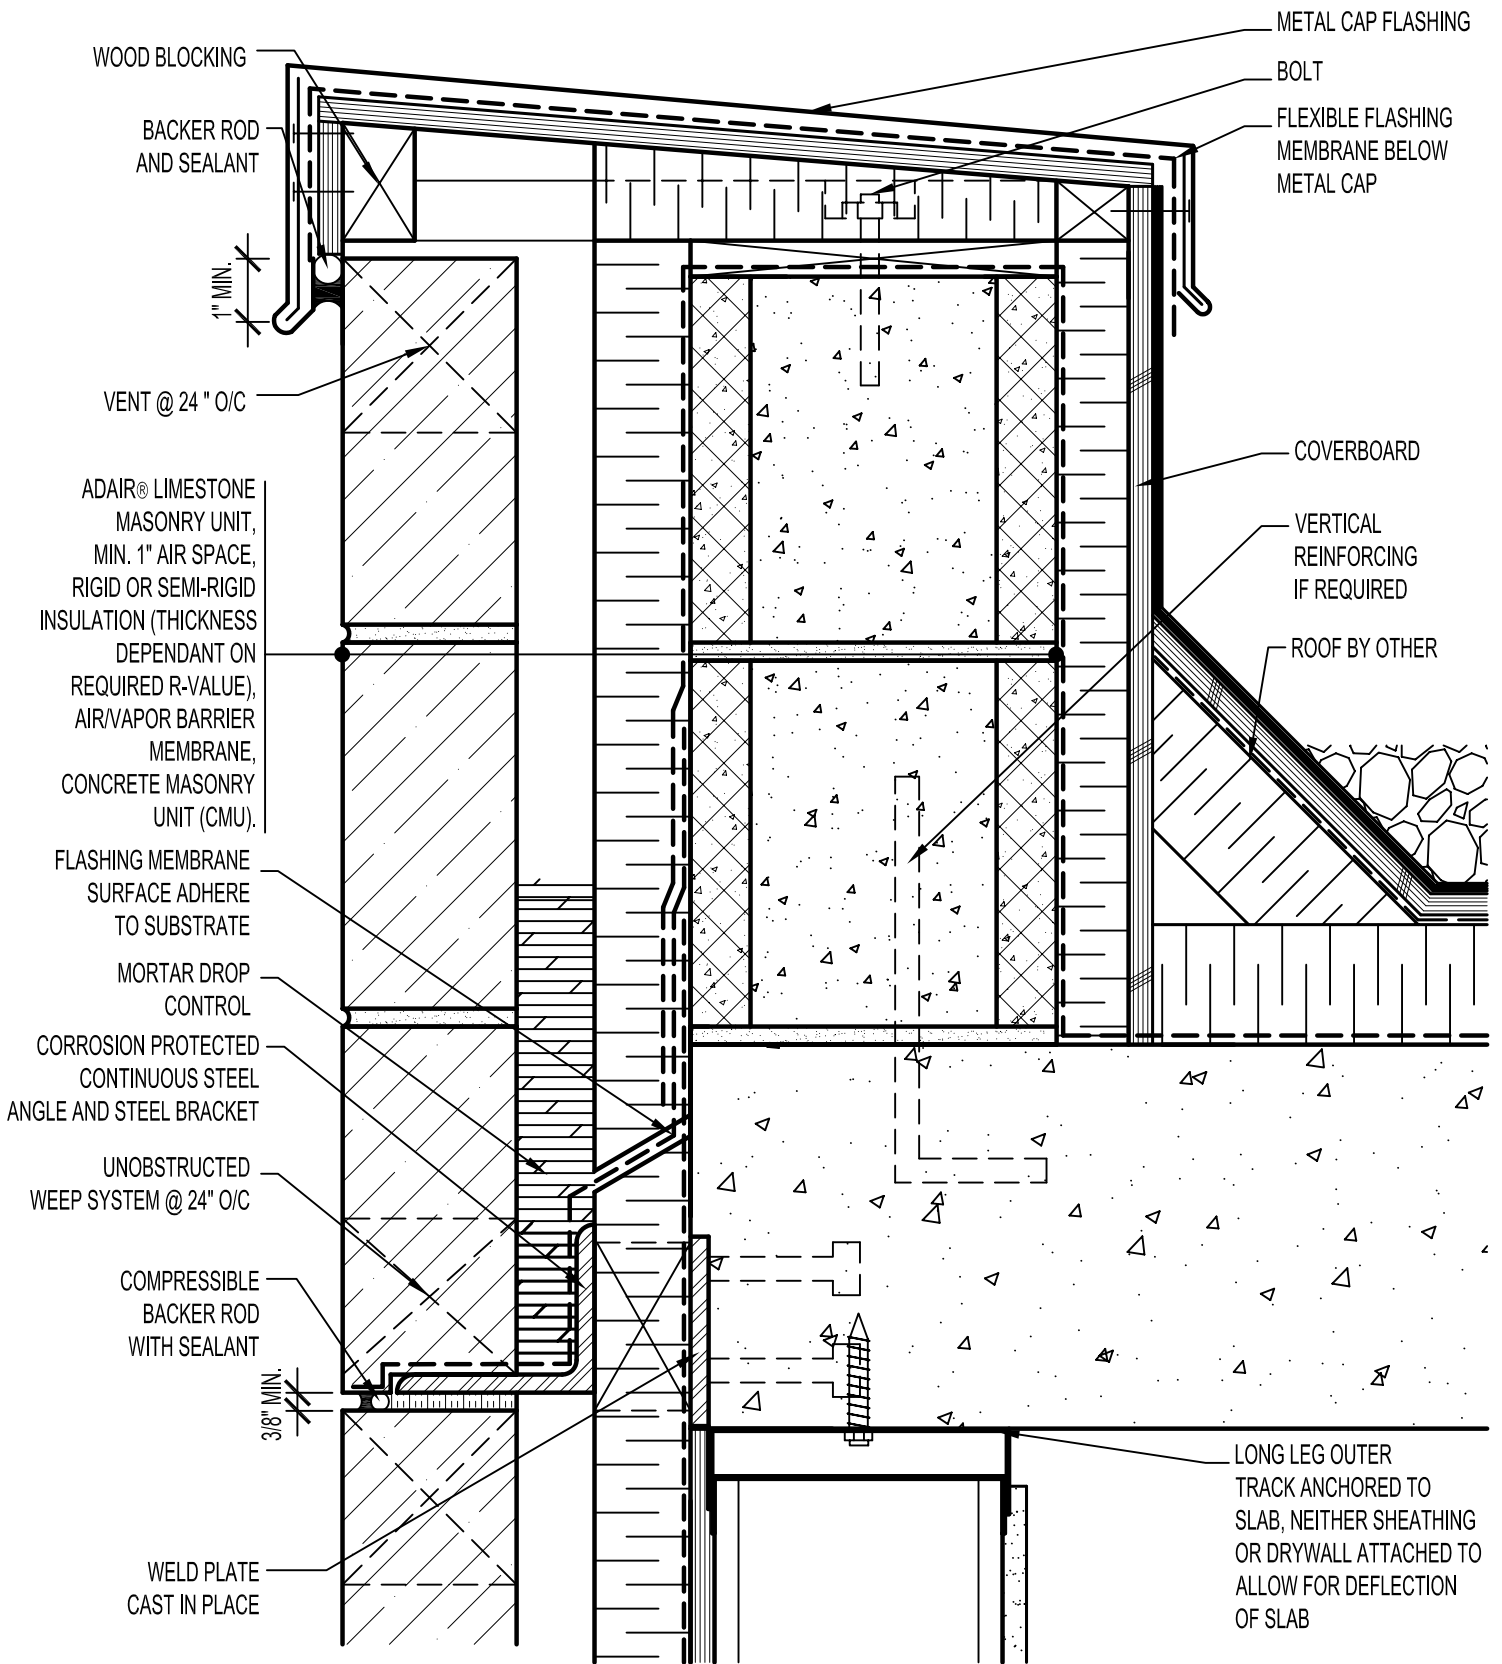 WOOD BLOCKING
BACKER ROD
AND SEALANT
1" MIN.
VENT @ 24 " O/C
ADAIR® LIMESTONE
MASONRY UNIT,
MIN. 1" AIR SPACE,
RIGID OR SEMI-RIGID
INSULATION (THICKNESS
DEPENDANT ON
REQUIRED R-VALUE),
AIR/VAPOR BARRIER
MEMBRANE,
CONCRETE MASONRY
UNIT (CMU).
FLASHING MEMBRANE
SURFACE ADHERE
TO SUBSTRATE
MORTAR DROP
CONTROL
CORROSION PROTECTED
CONTINUOUS STEEL
ANGLE AND STEEL BRACKET
UNOBSTRUCTED
WEEP SYSTEM @ 24" O/C
COMPRESSIBLE
BACKER ROD
WITH SEALANT
3/8" MIN.
WELD PLATE
CAST IN PLACE
METAL CAP FLASHING
BOLT
FLEXIBLE FLASHING
MEMBRANE BELOW
METAL CAP
COVERBOARD
VERTICAL
REINFORCING
IF REQUIRED
ROOF BY OTHER
LONG LEG OUTER
TRACK ANCHORED TO
SLAB, NEITHER SHEATHING
OR DRYWALL ATTACHED TO
ALLOW FOR DEFLECTION
OF SLAB